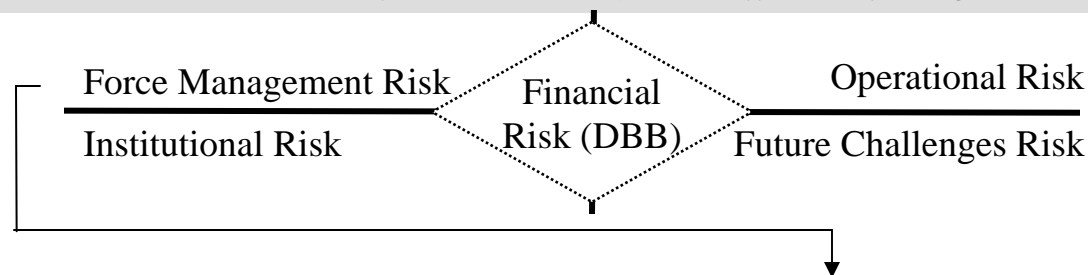 Force Management Risk
Institutional Risk
Financial
Risk (DBB)
Operational Risk
Future Challenges Risk